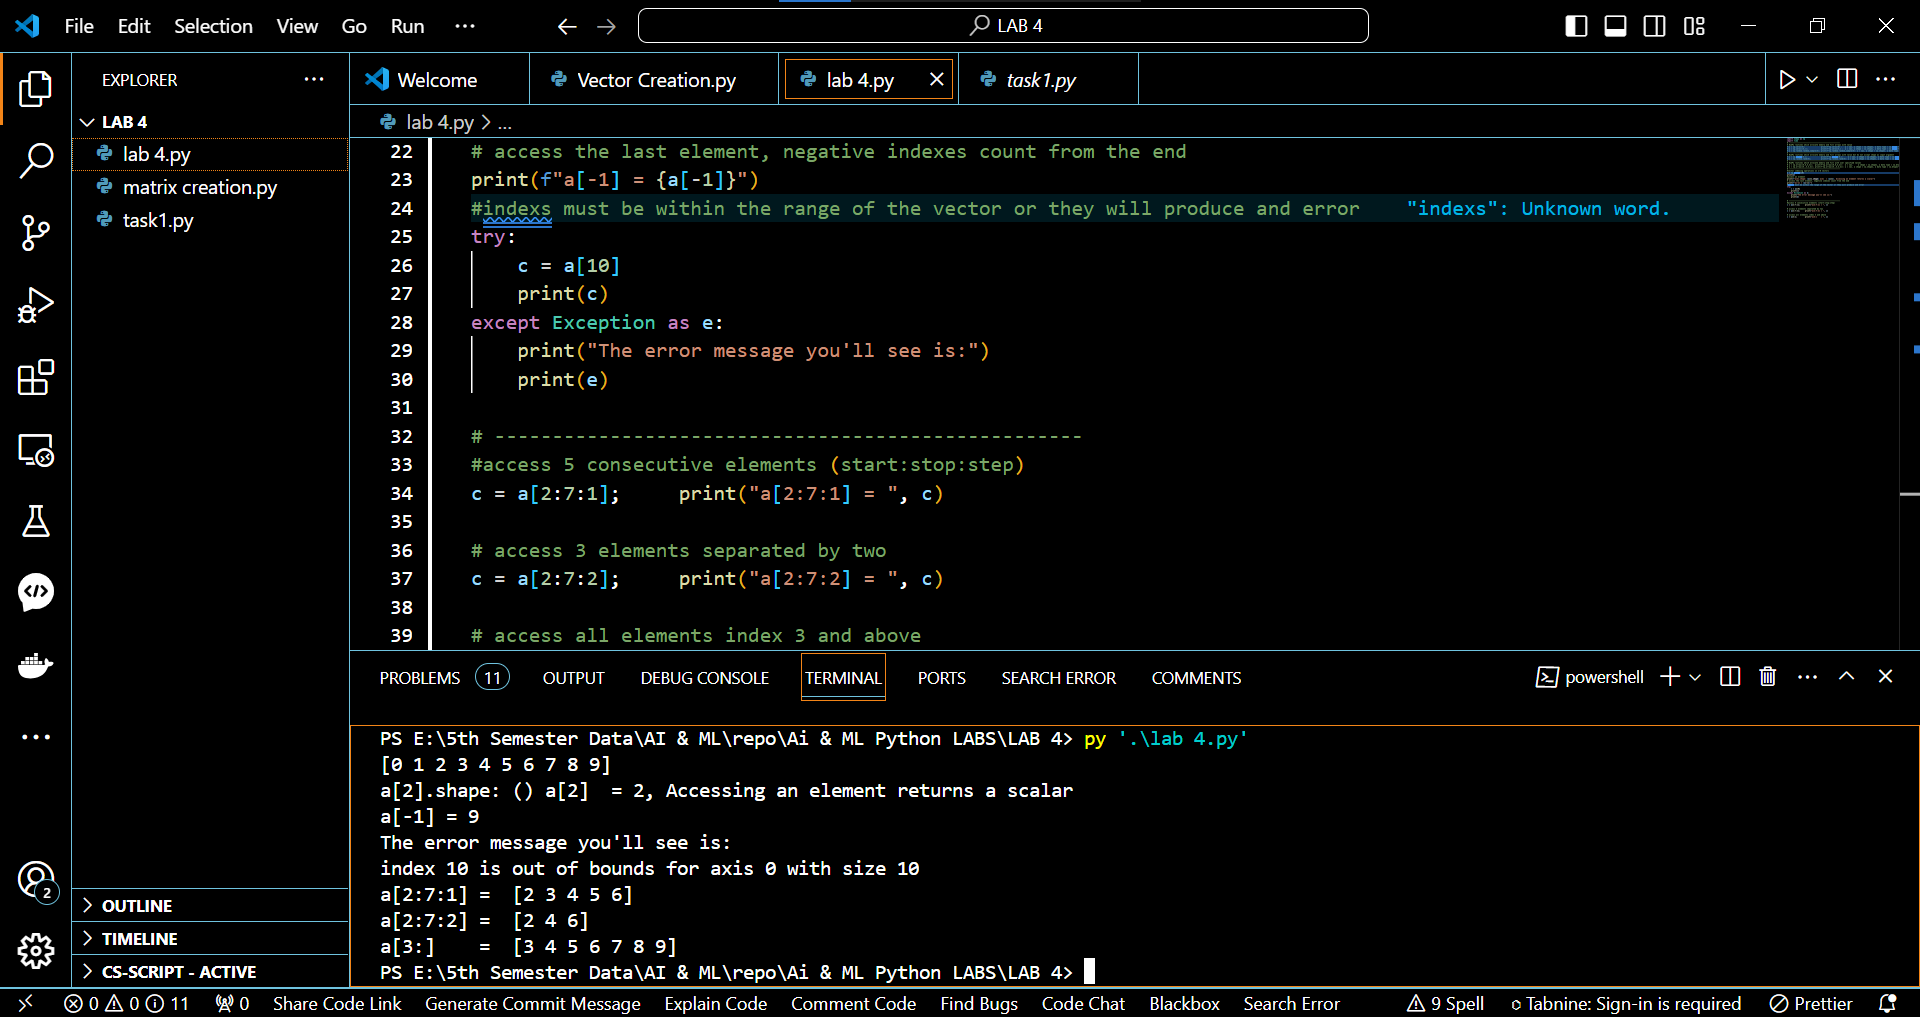 File Edit Selection View Go Run ···
LAB 4
EXPLORER ···
LAB 4
lab 4.py
matrix creation.py
task1.py
OUTLINE
TIMELINE
CS-SCRIPT - ACTIVE
2
Welcome Vector Creation.py lab 4.py task1.py
lab 4.py > ...
22 # access the last element, negative indexes count from the end
23 print(f"a[-1] = {a[-1]}")
24 #indexs must be within the range of the vector or they will produce and error "indexs": Unknown word.
25 try:
26 c = a[10]
27 print(c)
28 except Exception as e:
29 print("The error message you'll see is:")
30 print(e)
31
32 # ---------------------------------------------------
33 #access 5 consecutive elements (start:stop:step)
34 c = a[2:7:1]; print("a[2:7:1] = ", c)
35
36 # access 3 elements separated by two
37 c = a[2:7:2]; print("a[2:7:2] = ", c)
38
39 # access all elements index 3 and above
PROBLEMS 11 OUTPUT DEBUG CONSOLE TERMINAL PORTS SEARCH ERROR COMMENTS powershell
PS E:\5th Semester Data\AI & ML\repo\Ai & ML Python LABS\LAB 4> py '.\lab 4.py'
[0 1 2 3 4 5 6 7 8 9]
a[2].shape: () a[2]  = 2, Accessing an element returns a scalar
a[-1] = 9
The error message you'll see is:
index 10 is out of bounds for axis 0 with size 10
a[2:7:1] =  [2 3 4 5 6]
a[2:7:2] =  [2 4 6]
a[3:]    =  [3 4 5 6 7 8 9]
PS E:\5th Semester Data\AI & ML\repo\Ai & ML Python LABS\LAB 4>
0 0 11 0 Share Code Link Generate Commit Message Explain Code Comment Code Find Bugs Code Chat Blackbox Search Error 9 Spell Tabnine: Sign-in is required Prettier